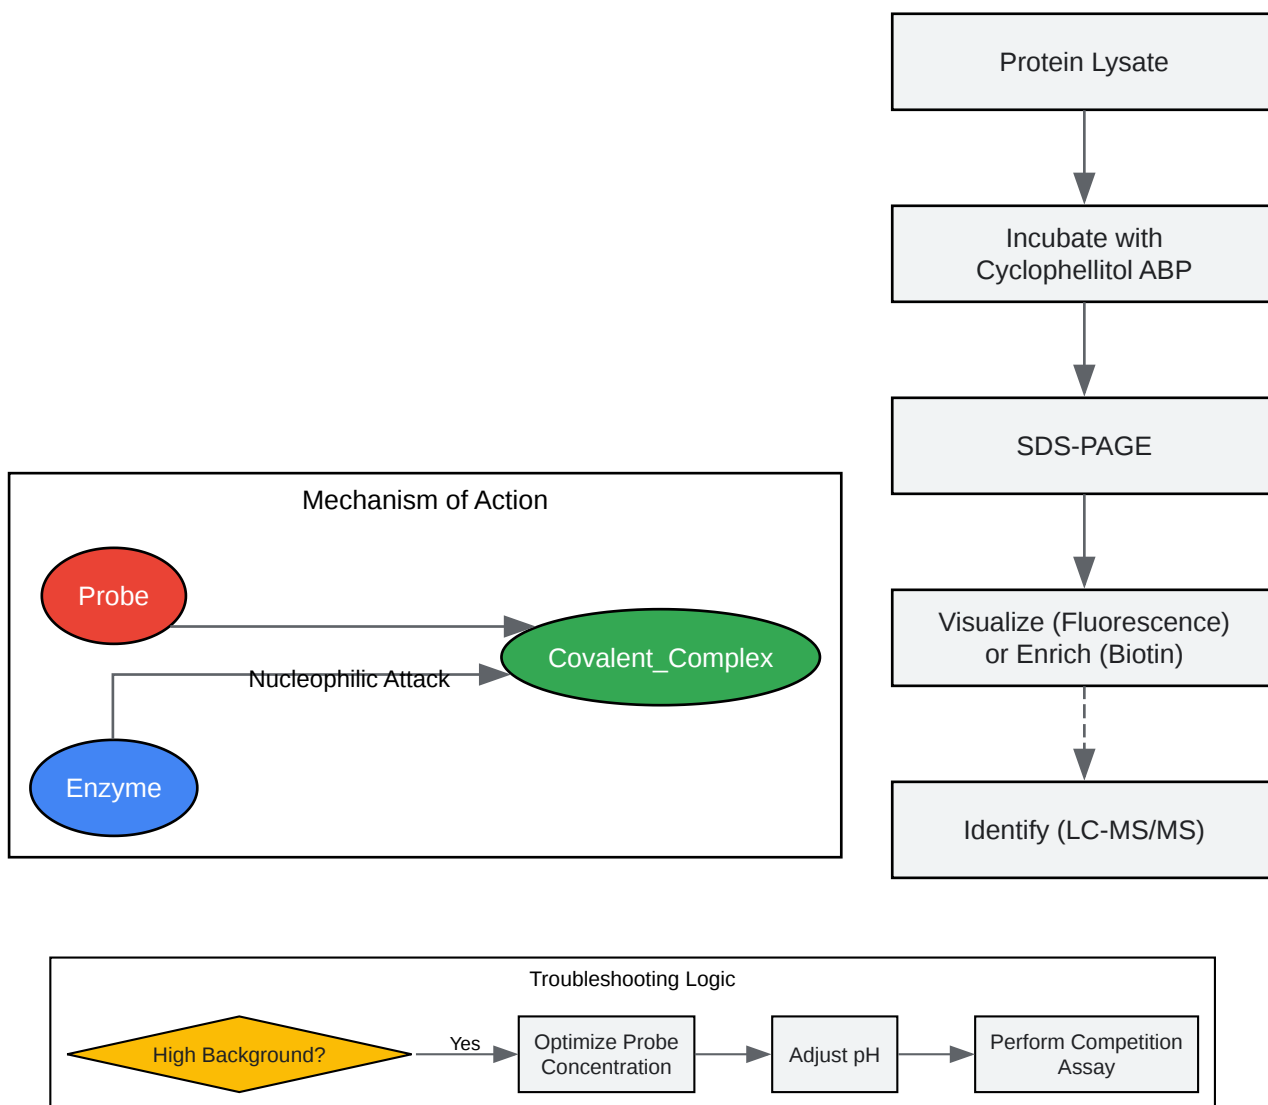 Protein Lysate
Incubate with
Cyclophellitol ABP
SDS-PAGE
Visualize (Fluorescence)
or Enrich (Biotin)
Identify (LC-MS/MS)
Mechanism of Action
Probe
Covalent_Complex
Nucleophilic Attack
Enzyme
Troubleshooting Logic
High Background?
Yes
Optimize Probe
Concentration
Adjust pH
Perform Competition
Assay